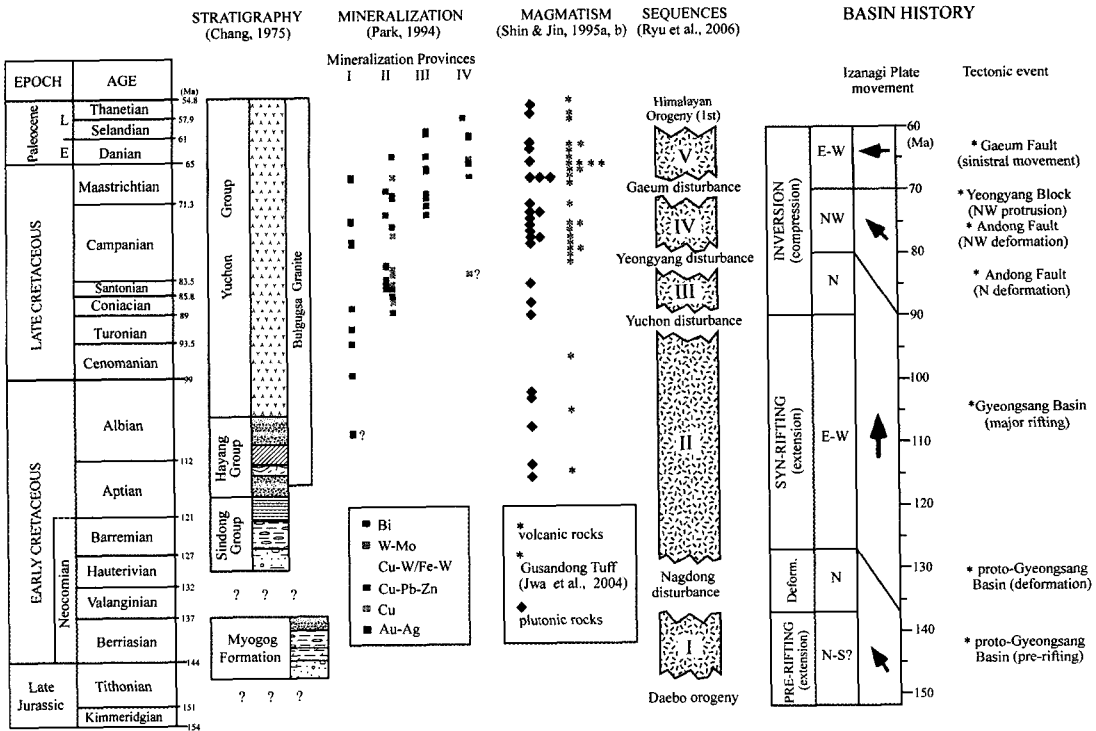 STRATIGRAPHY
(Chang, 1975)
MINERALIZATION
(Park, 1994)
Mineralization Provinces
I II III IV
MAGMATISM
(Shin & Jin, 1995a, b)
SEQUENCES
(Ryu et al., 2006)
BASIN HISTORY
Izanagi Plate
movement
Tectonic event
EPOCH
AGE
(Ma)
54.8
Paleocene
L
E
Thanetian
57.9
Selandian
61
Danian
65
LATE CRETACEOUS
Maastrichtian
71.3
Campanian
83.5
Santonian
85.8
Coniacian
89
Turonian
93.5
Cenomanian
99
EARLY CRETACEOUS
Albian
112
Aptian
121
Neocomian
Barremian
127
Hauterivian
132
Valanginian
137
Berriasian
144
Late
Jurassic
Tithonian
151
Kimmeridgian
154
Yuchon Group
Bulgugsa Granite
Hayang
Group
Sindong
Group
? ? ?
Myogog
Formation
? ? ?
?
?
Bi
W-Mo
Cu-W/Fe-W
Cu-Pb-Zn
Cu
Au-Ag
* volcanic rocks
* Gusandong Tuff
(Jwa et al., 2004)
plutonic rocks
Himalayan
Orogeny (1st)
V
Gaeum disturbance
IV
Yeongyang disturbance
III
Yuchon disturbance
II
Nagdong
disturbance
I
Daebo orogeny
INVERSION
(compression)
E-W
NW
N
SYN-RIFTING
(extension)
E-W
Deform.
N
PRE-RIFTING
(extension)
N-S?
60
(Ma)
70
80
90
100
110
120
130
140
150
* Gaeum Fault
(sinistral movement)
* Yeongyang Block
(NW protrusion)
* Andong Fault
(NW deformation)
* Andong Fault
(N deformation)
* Gyeongsang Basin
(major rifting)
* proto-Gyeongsang
Basin (deformation)
* proto-Gyeongsang
Basin (pre-rifting)